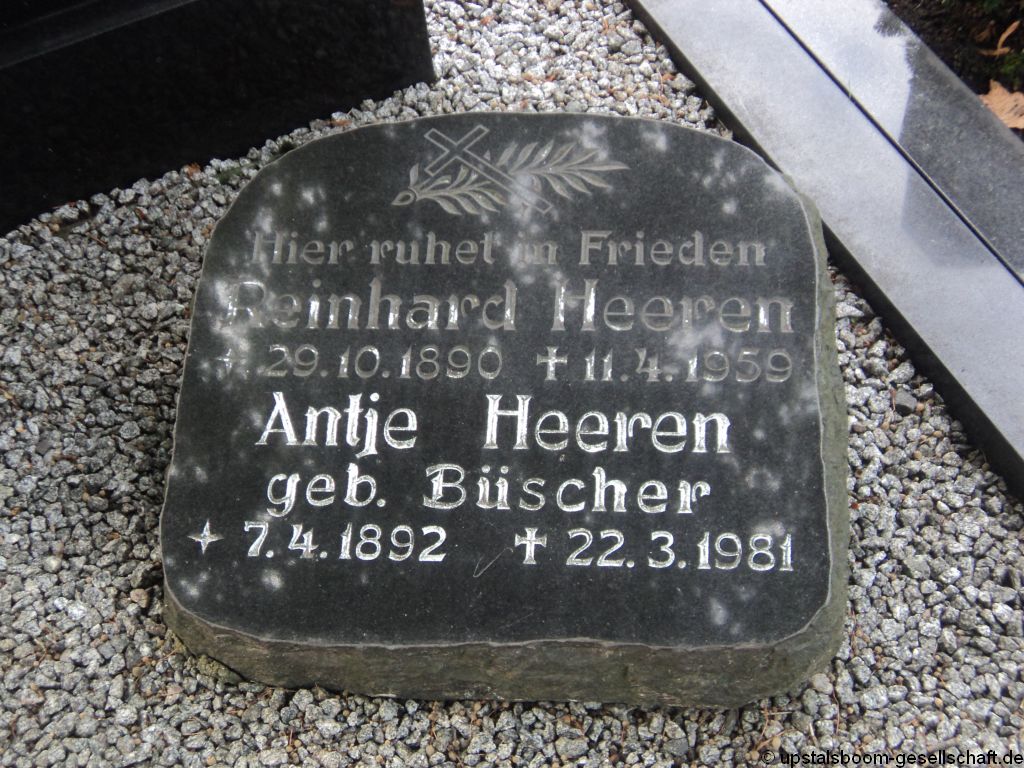 Hier ruhet in Frieden
Reinhard Heeren
29.10.1890 † 11.4.1959
Antje Heeren
geb. Büscher
7.4.1892 † 22.3.1981
© upstalsboom-gesellschaft.de